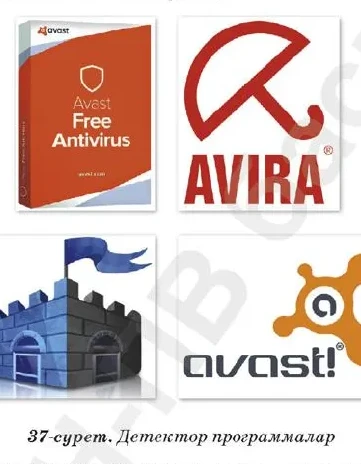 avast
Avast
Free
Antivirus
AVIRA®
avast!®
a
37-сурет. Детектор программалар